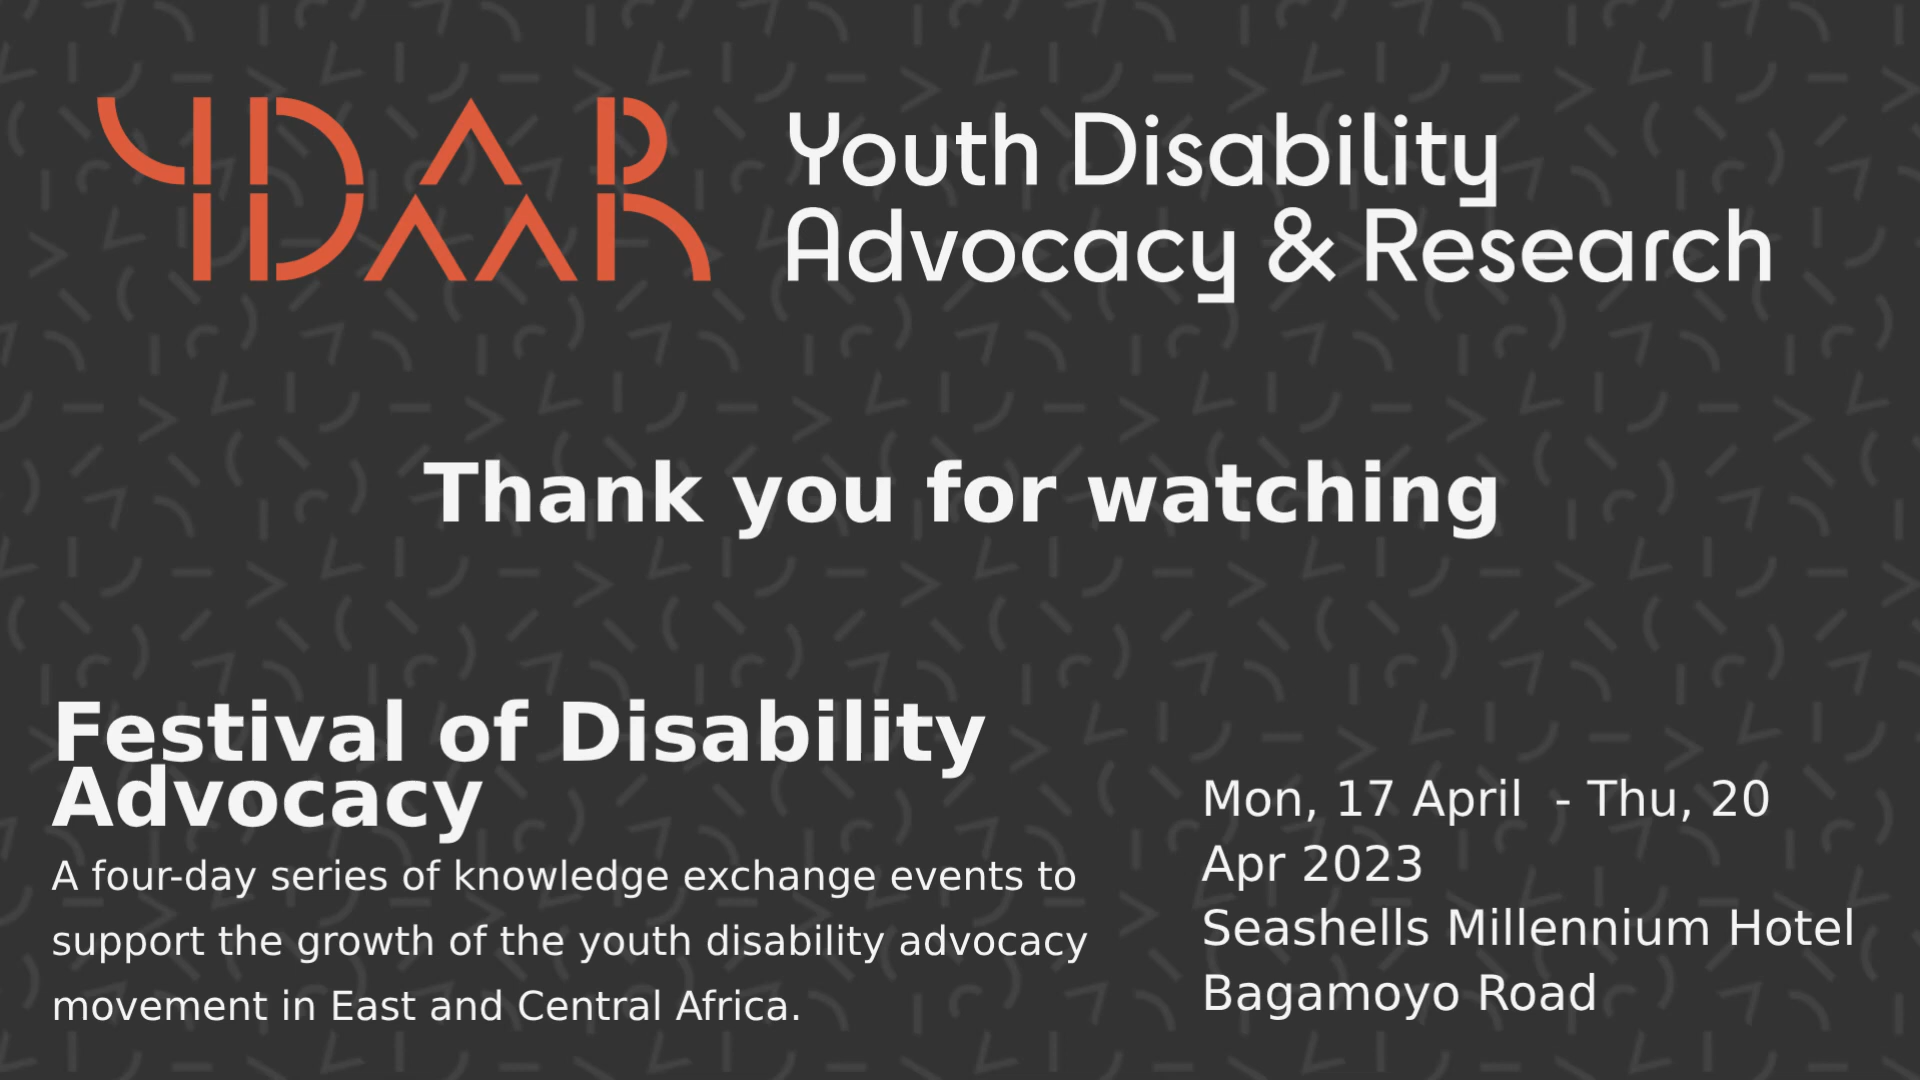 YDAR
Youth Disability
Advocacy & Research
Thank you for watching
Festival of Disability
Advocacy
A four-day series of knowledge exchange events to
support the growth of the youth disability advocacy
movement in East and Central Africa.
Mon, 17 April  - Thu, 20
Apr 2023
Seashells Millennium Hotel
Bagamoyo Road